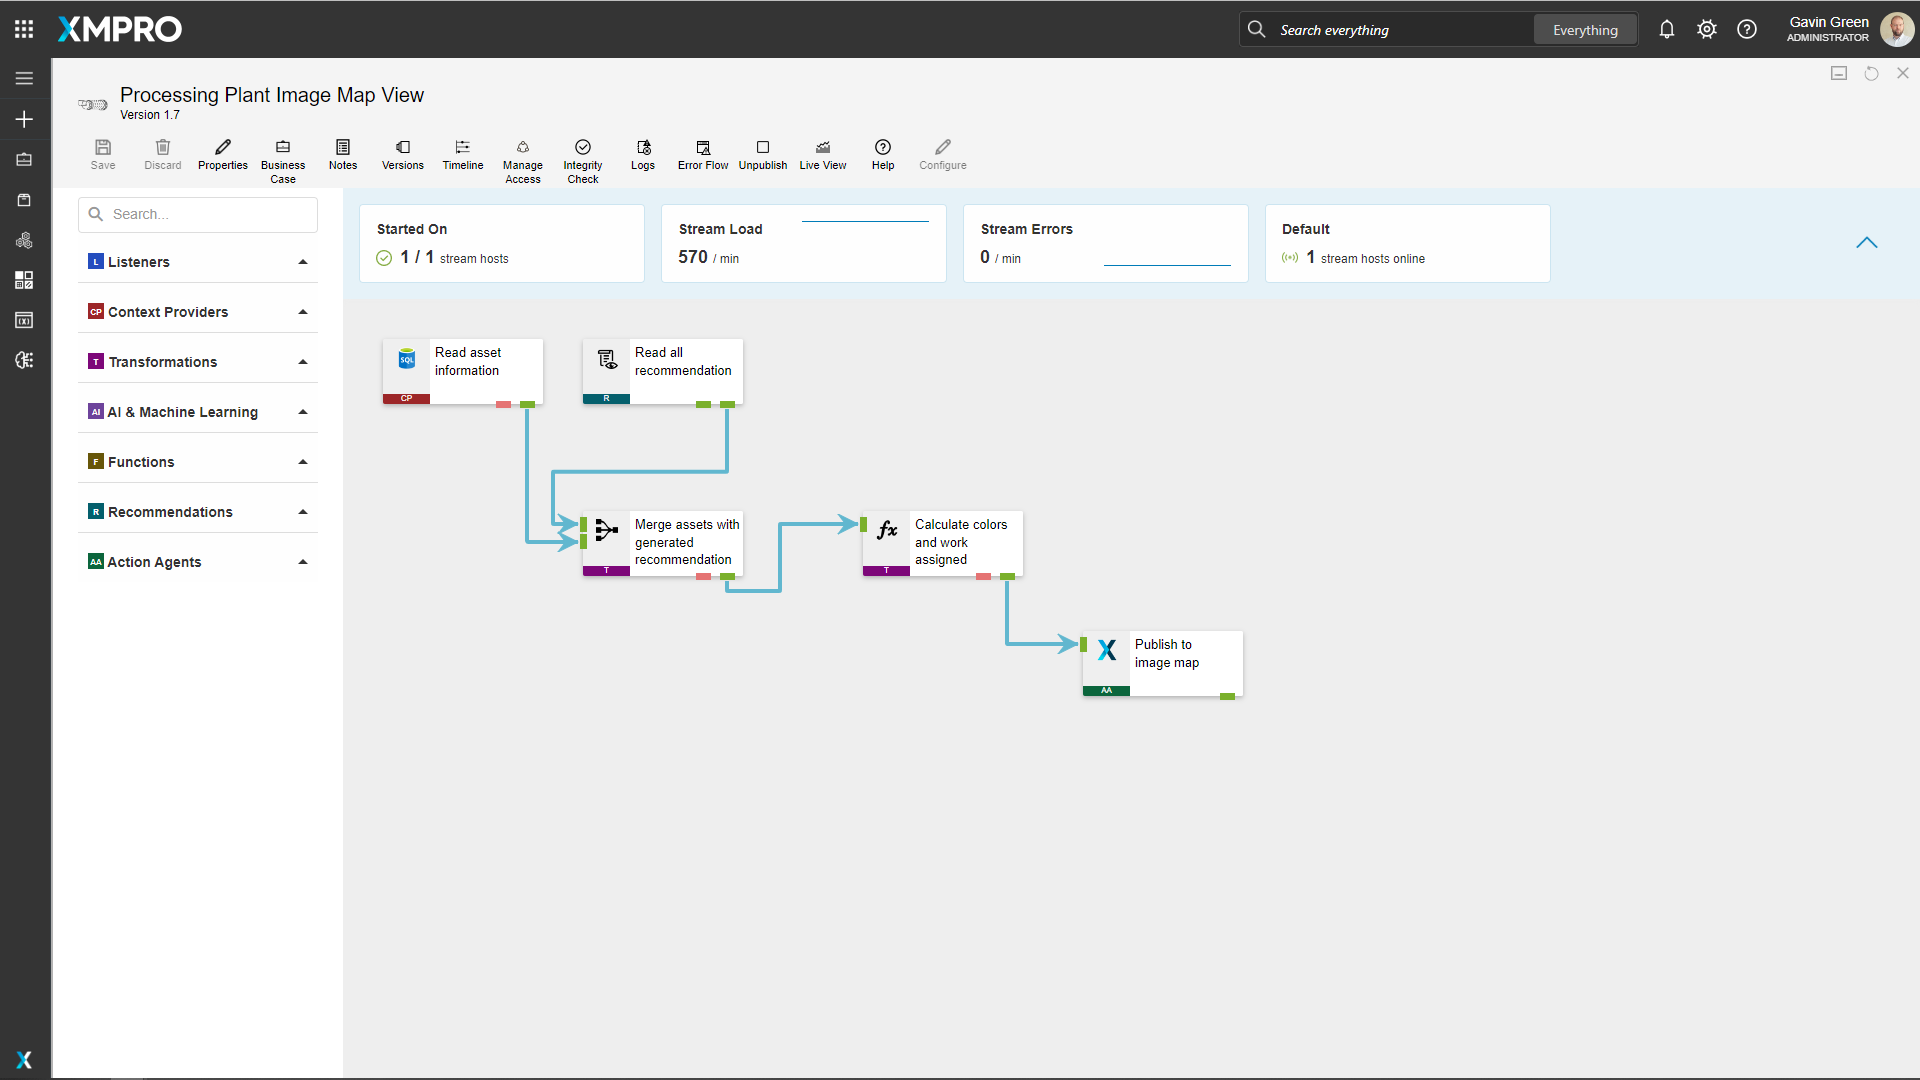 XMPRO
Search everything
Everything
Gavin Green
ADMINISTRATOR
Processing Plant Image Map View
Version 1.7
Save
Discard
Properties
Business
Case
Notes
Versions
Timeline
Manage
Access
Integrity
Check
Logs
Error Flow
Unpublish
Live View
Help
Configure
Search...
L Listeners
CP Context Providers
T Transformations
AI AI & Machine Learning
F Functions
R Recommendations
AA Action Agents
Started On
1 / 1 stream hosts
Stream Load
570 / min
Stream Errors
0 / min
Default
1 stream hosts online
SQL
Read asset
information
CP
Read all
recommendation
R
Merge assets with
generated
recommendation
T
fx
Calculate colors
and work
assigned
T
X
Publish to
image map
AA
X